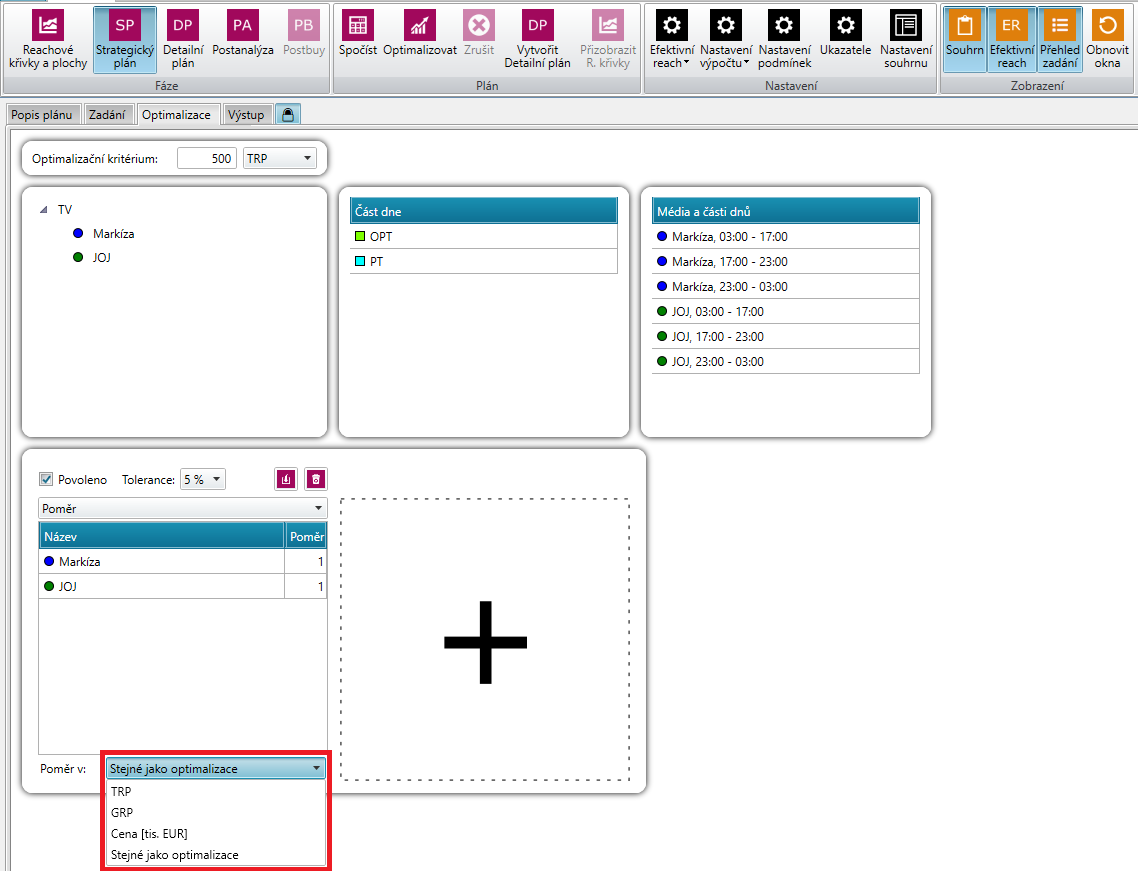 SP DP PA PB DP ER
Reachové křivky a plochy
Strategický plán
Detailní plán
Postanalýza
Postbuy
Spočíst
Optimalizovat
Zrušit
Vytvořit Detailní plán
Přizobrazit R. křivky
Efektivní reach
Nastavení výpočtu
Nastavení podmínek
Ukazatele
Nastavení souhrnu
Souhrn
Efektivní reach
Přehled zadání
Obnovit okna
Fáze Plán Nastavení Zobrazení
Popis plánu Zadání Optimalizace Výstup
Optimalizační kritérium: 500 TRP
TV
Markíza
JOJ
Část dne
OPT
PT
Média a části dnů
Markíza, 03:00 - 17:00
Markíza, 17:00 - 23:00
Markíza, 23:00 - 03:00
JOJ, 03:00 - 17:00
JOJ, 17:00 - 23:00
JOJ, 23:00 - 03:00
Povoleno Tolerance: 5 %
Poměr
Název Poměr
Markíza 1
JOJ 1
Poměr v: Stejné jako optimalizace
TRP
GRP
Cena [tis. EUR]
Stejné jako optimalizace